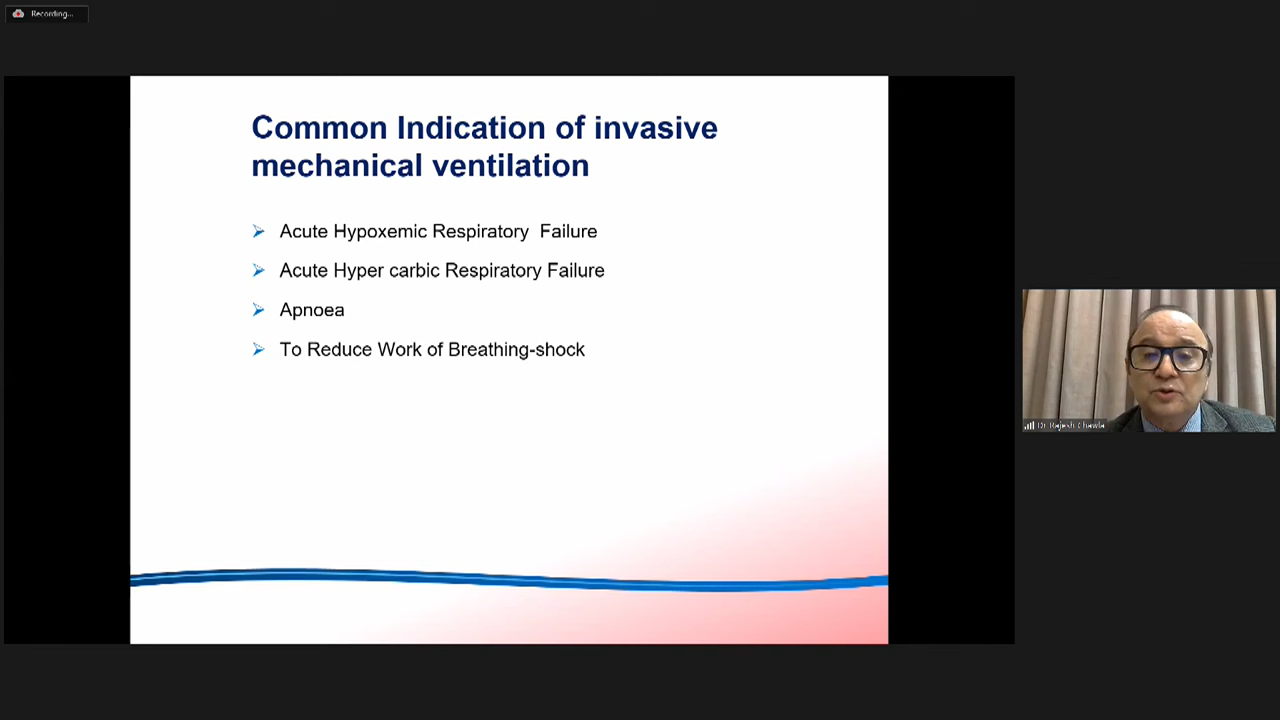 Recording...
Common Indication of invasive
mechanical ventilation
Acute Hypoxemic Respiratory  Failure
Acute Hyper carbic Respiratory Failure
Apnoea
To Reduce Work of Breathing-shock
Dr Rajesh Chawla